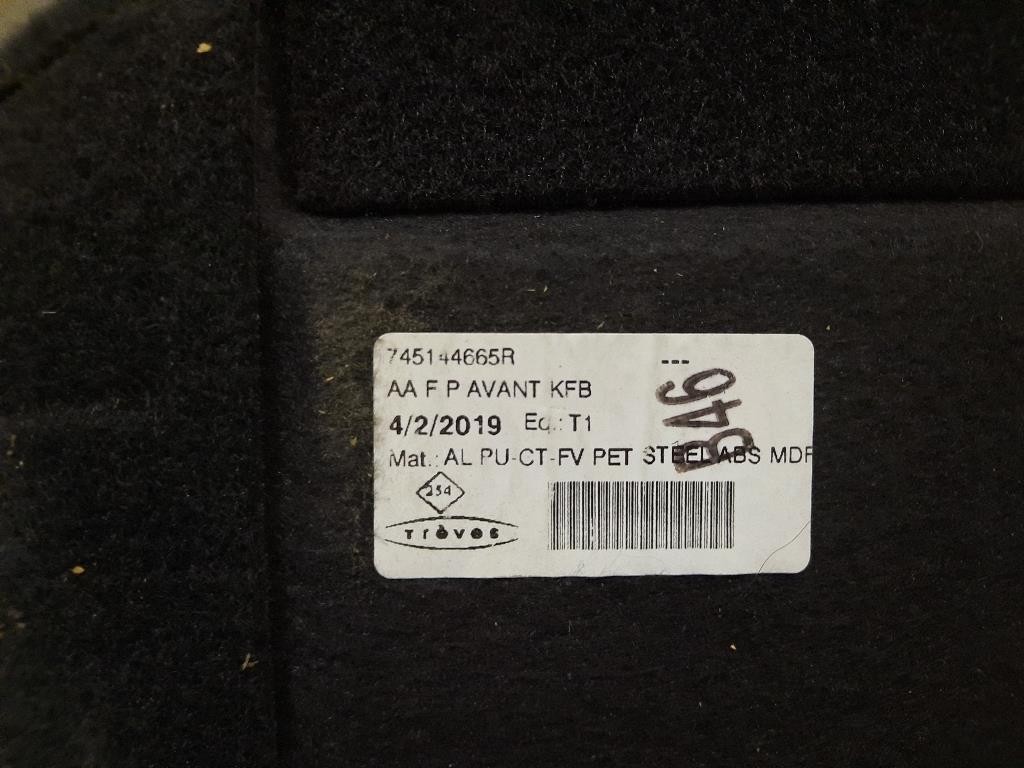 745144665R ---
AA F P AVANT KFB
4/2/2019 Eq.: T1
B46
Mat.: AL PU-CT-FV PET STEEL ABS MDF
254
Trèves